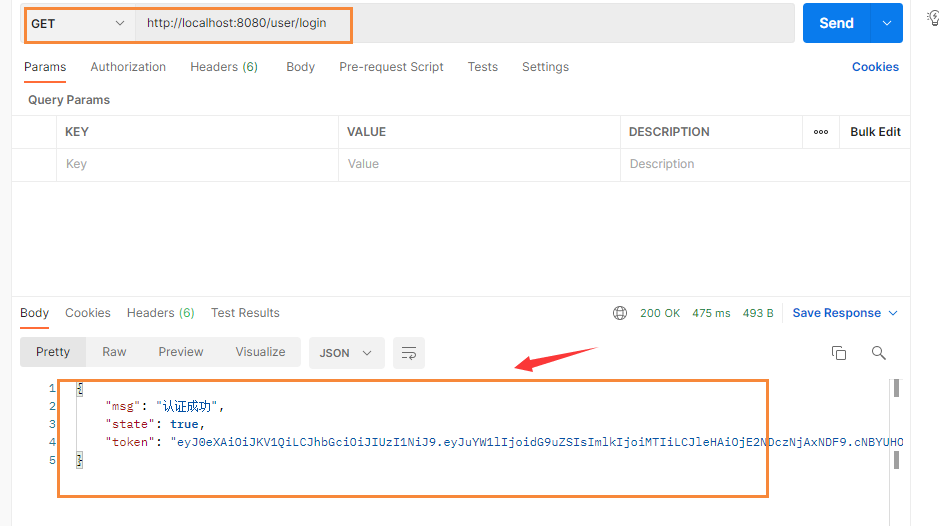 GET http://localhost:8080/user/login Send
Params Authorization Headers (6) Body Pre-request Script Tests Settings Cookies
Query Params
KEY VALUE DESCRIPTION Bulk Edit
Key Value Description
Body Cookies Headers (6) Test Results 200 OK 475 ms 493 B Save Response
Pretty Raw Preview Visualize JSON
1 {
2 "msg": "认证成功",
3 "state": true,
4 "token": "eyJ0eXAiOiJKV1QiLCJhbGciOiJIUzI1NiJ9.eyJuYW1lIjoidG9uZSIsImlkIjoiMTIiLCJleHAiOjE2NDczNjAxNDF9.cNBYUHO
5 }